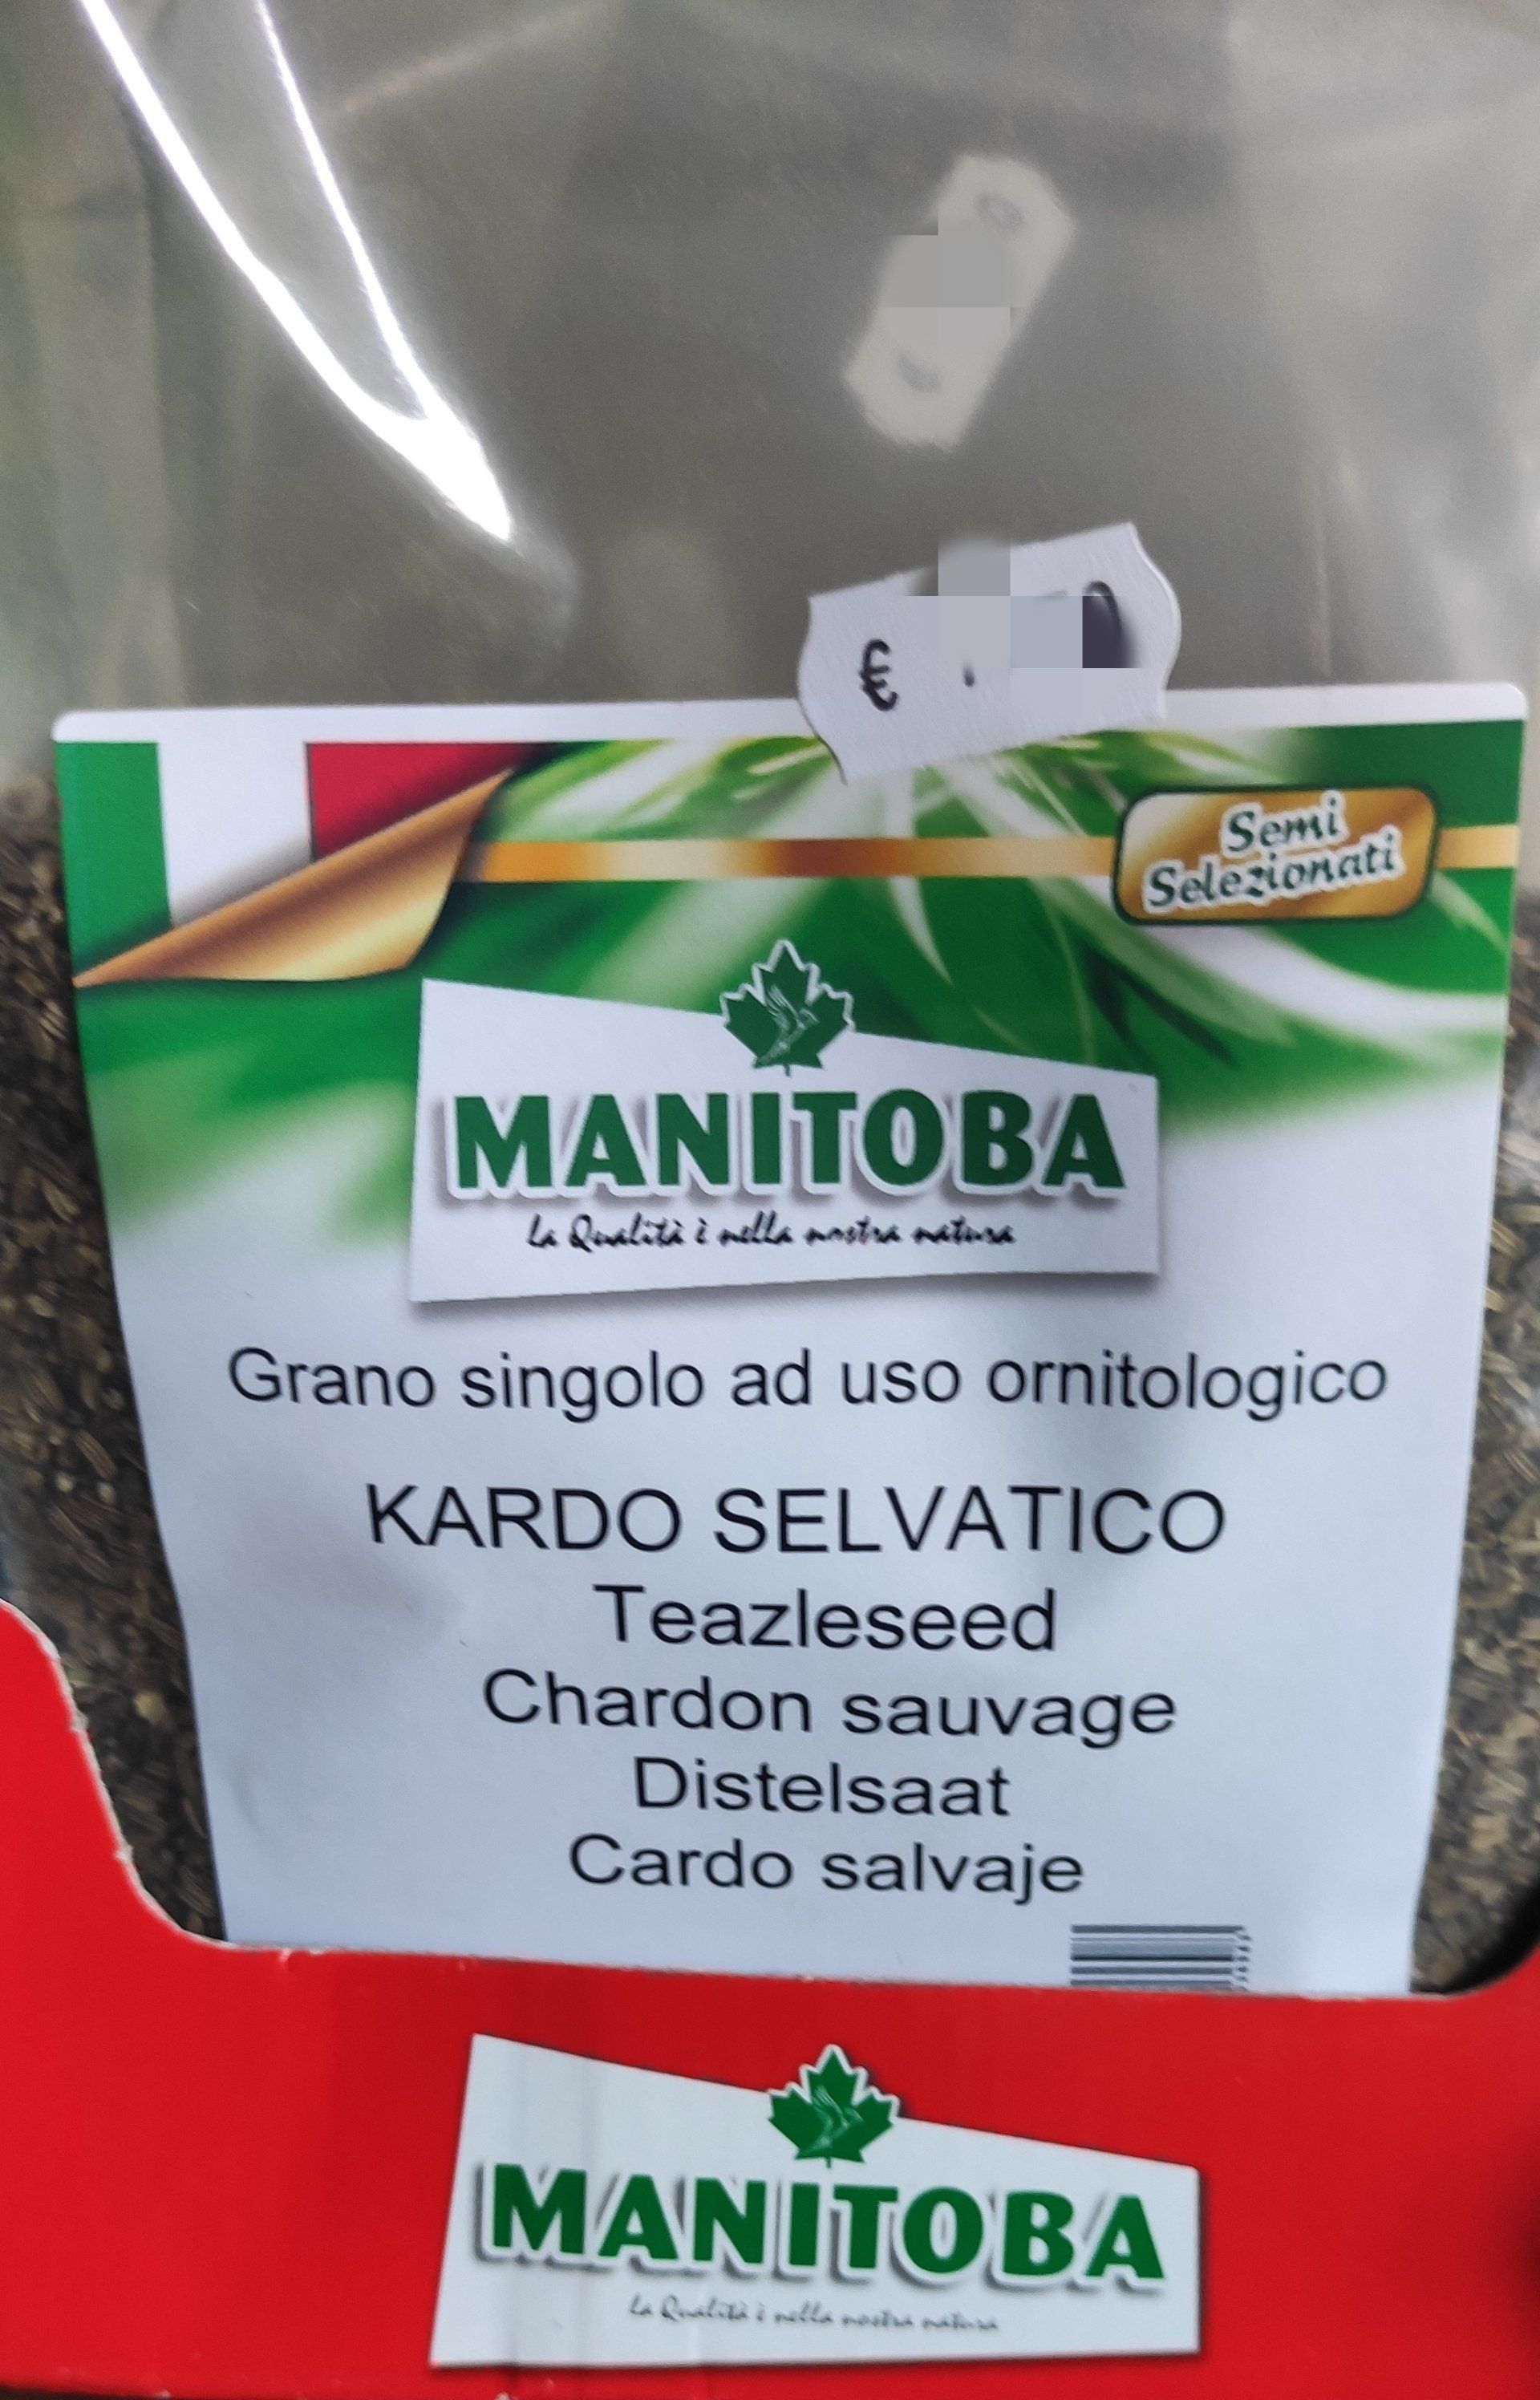 €
Semi
Selezionati
MANITOBA
la Qualità è nella nostra natura
Grano singolo ad uso ornitologico
KARDO SELVATICO
Teazleseed
Chardon sauvage
Distelsaat
Cardo salvaje
MANITOBA
la Qualità è nella nostra natura